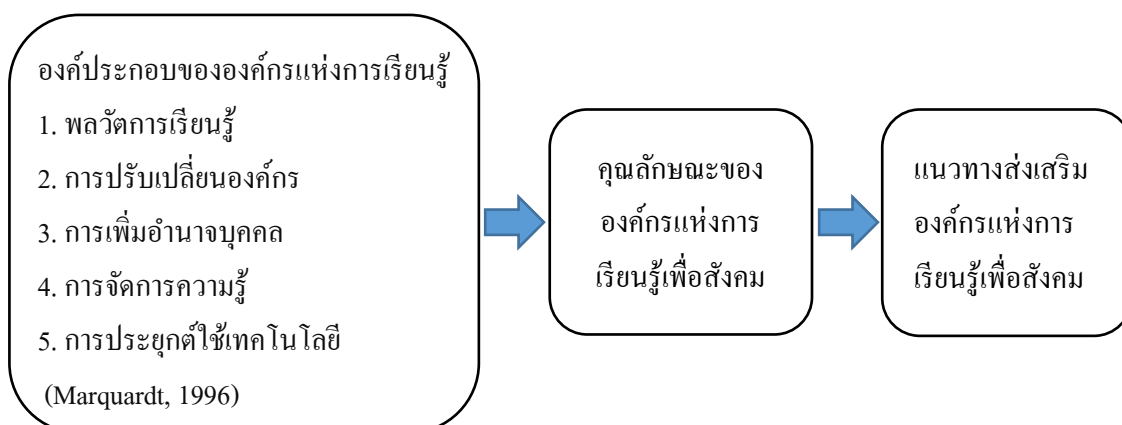 องค์ประกอบขององค์กรแห่งการเรียนรู้
1. พลวัตการเรียนรู้
2. การปรับเปลี่ยนองค์กร
3. การเพิ่มอำนาจบุคคล
4. การจัดการความรู้
5. การประยุกต์ใช้เทคโนโลยี
(Marquardt, 1996)
คุณลักษณะของ
องค์กรแห่งการ
เรียนรู้เพื่อสังคม
แนวทางส่งเสริม
องค์กรแห่งการ
เรียนรู้เพื่อสังคม